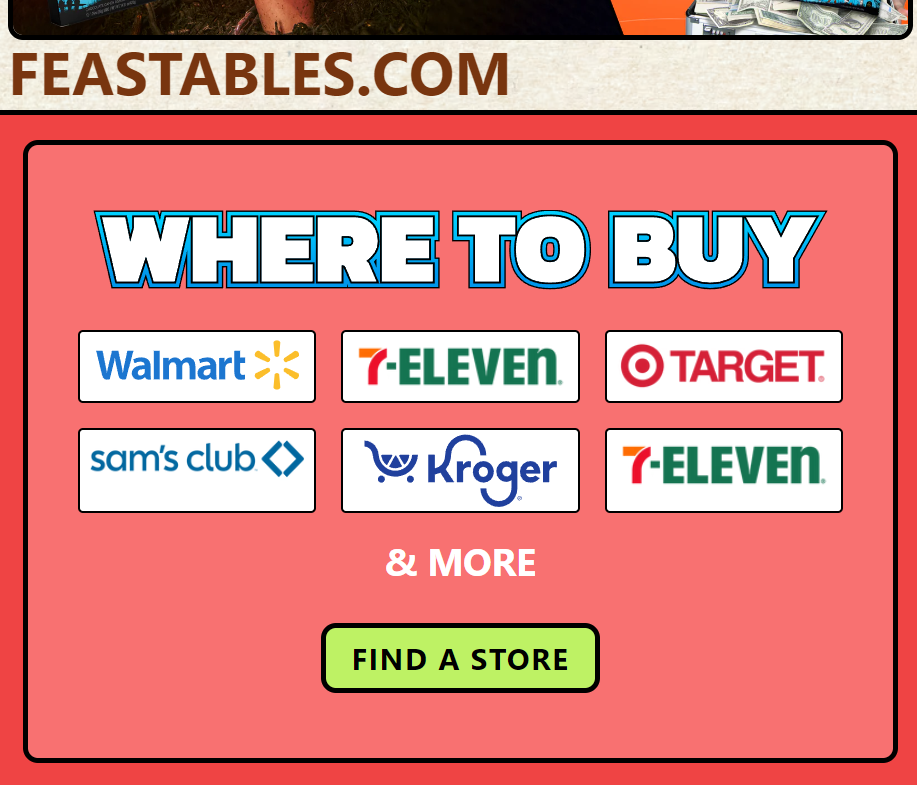 FEASTABLES.COM
WHERE TO BUY
Walmart
7-ELEVEN®
TARGET®
sam's club
Kroger®
7-ELEVEN®
& MORE
FIND A STORE